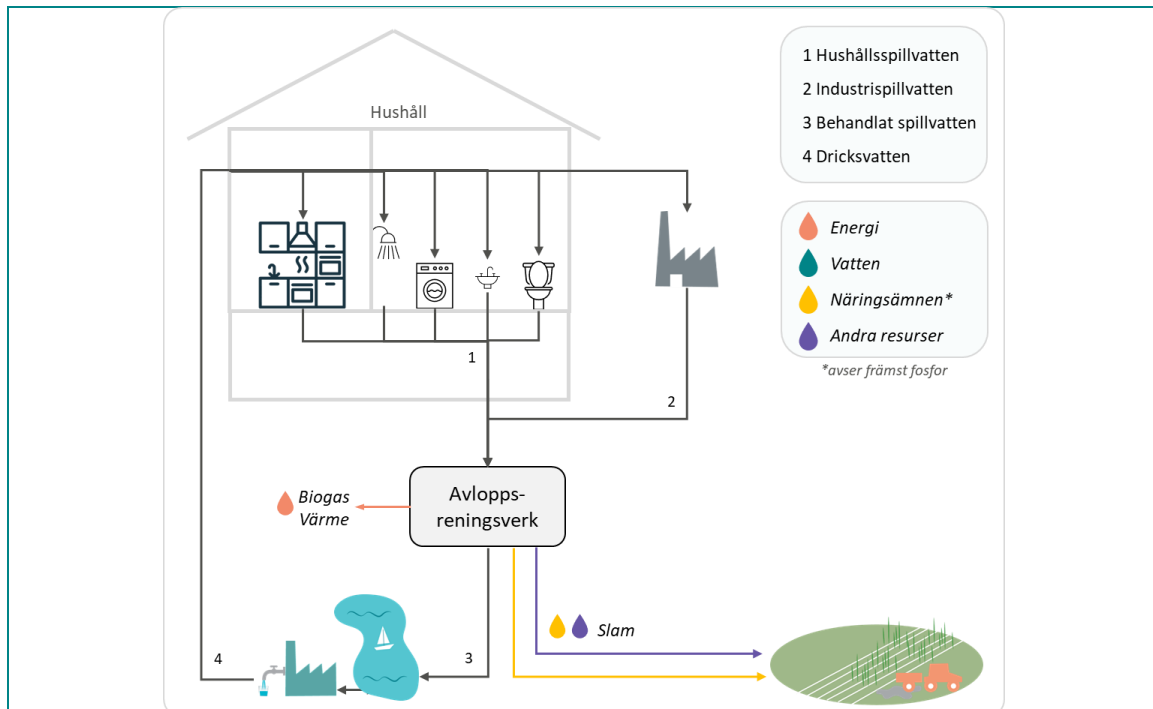 Hushåll
1 Hushållsspillvatten
2 Industrispillvatten
3 Behandlat spillvatten
4 Dricksvatten
Energi
Vatten
Näringsämnen*
Andra resurser
*avser främst fosfor
1
2
Avlopps-
reningsverk
Biogas
Värme
Slam
3
4